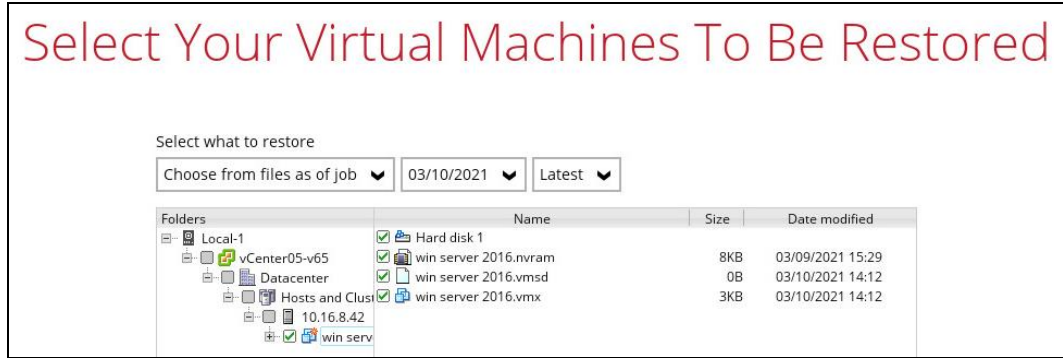 Select Your Virtual Machines To Be Restored
Select what to restore
Choose from files as of job 03/10/2021 Latest
Folders Name Size Date modified
Local-1 Hard disk 1
vCenter05-v65 win server 2016.nvram 8KB 03/09/2021 15:29
Datacenter win server 2016.vmsd 0B 03/10/2021 14:12
Hosts and Clust win server 2016.vmx 3KB 03/10/2021 14:12
10.16.8.42
win serv